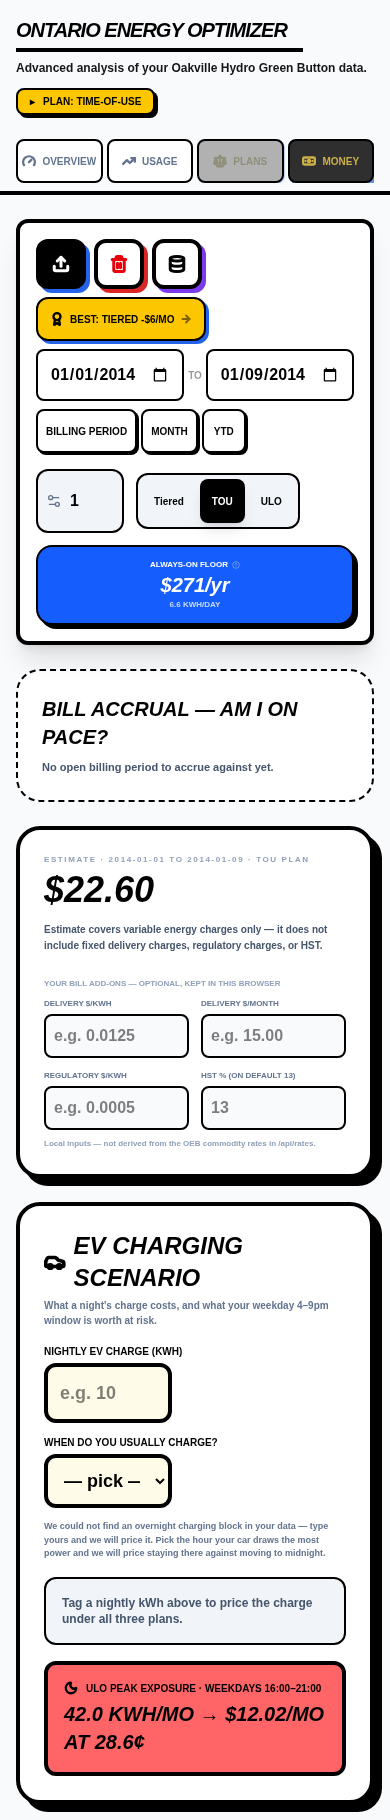 ONTARIO ENERGY OPTIMIZER
Advanced analysis of your Oakville Hydro Green Button data.
PLAN: TIME-OF-USE
OVERVIEW
USAGE
PLANS
MONEY
BEST: TIERED -$6/MO →
01/01/2014
TO
01/09/2014
BILLING PERIOD
MONTH
YTD
1
Tiered
TOU
ULO
ALWAYS-ON FLOOR
$271/yr
6.6 KWH/DAY
BILL ACCRUAL — AM I ON
PACE?
No open billing period to accrue against yet.
ESTIMATE · 2014-01-01 TO 2014-01-09 · TOU PLAN
$22.60
Estimate covers variable energy charges only — it does not
include fixed delivery charges, regulatory charges, or HST.
YOUR BILL ADD-ONS — OPTIONAL, KEPT IN THIS BROWSER
DELIVERY $/KWH
DELIVERY $/MONTH
e.g. 0.0125
e.g. 15.00
REGULATORY $/KWH
HST % (ON DEFAULT 13)
e.g. 0.0005
13
Local inputs — not derived from the OEB commodity rates in /api/rates.
EV CHARGING
SCENARIO
What a night's charge costs, and what your weekday 4–9pm
window is worth at risk.
NIGHTLY EV CHARGE (KWH)
e.g. 10
WHEN DO YOU USUALLY CHARGE?
— pick —
We could not find an overnight charging block in your data — type
yours and we will price it. Pick the hour your car draws the most
power and we will price staying there against moving to midnight.
Tag a nightly kWh above to price the charge
under all three plans.
ULO PEAK EXPOSURE · WEEKDAYS 16:00–21:00
42.0 KWH/MO → $12.02/MO
AT 28.6¢